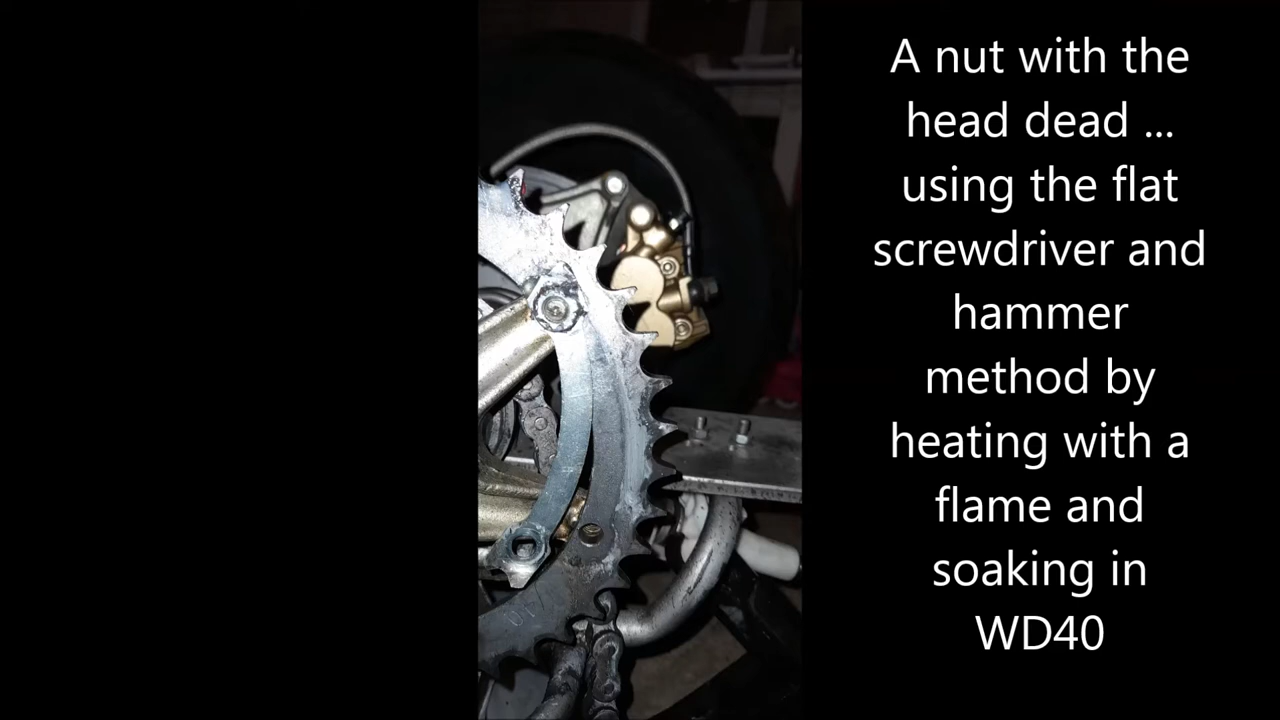 A nut with the
head dead ...
using the flat
screwdriver and
hammer
method by
heating with a
flame and
soaking in
WD40